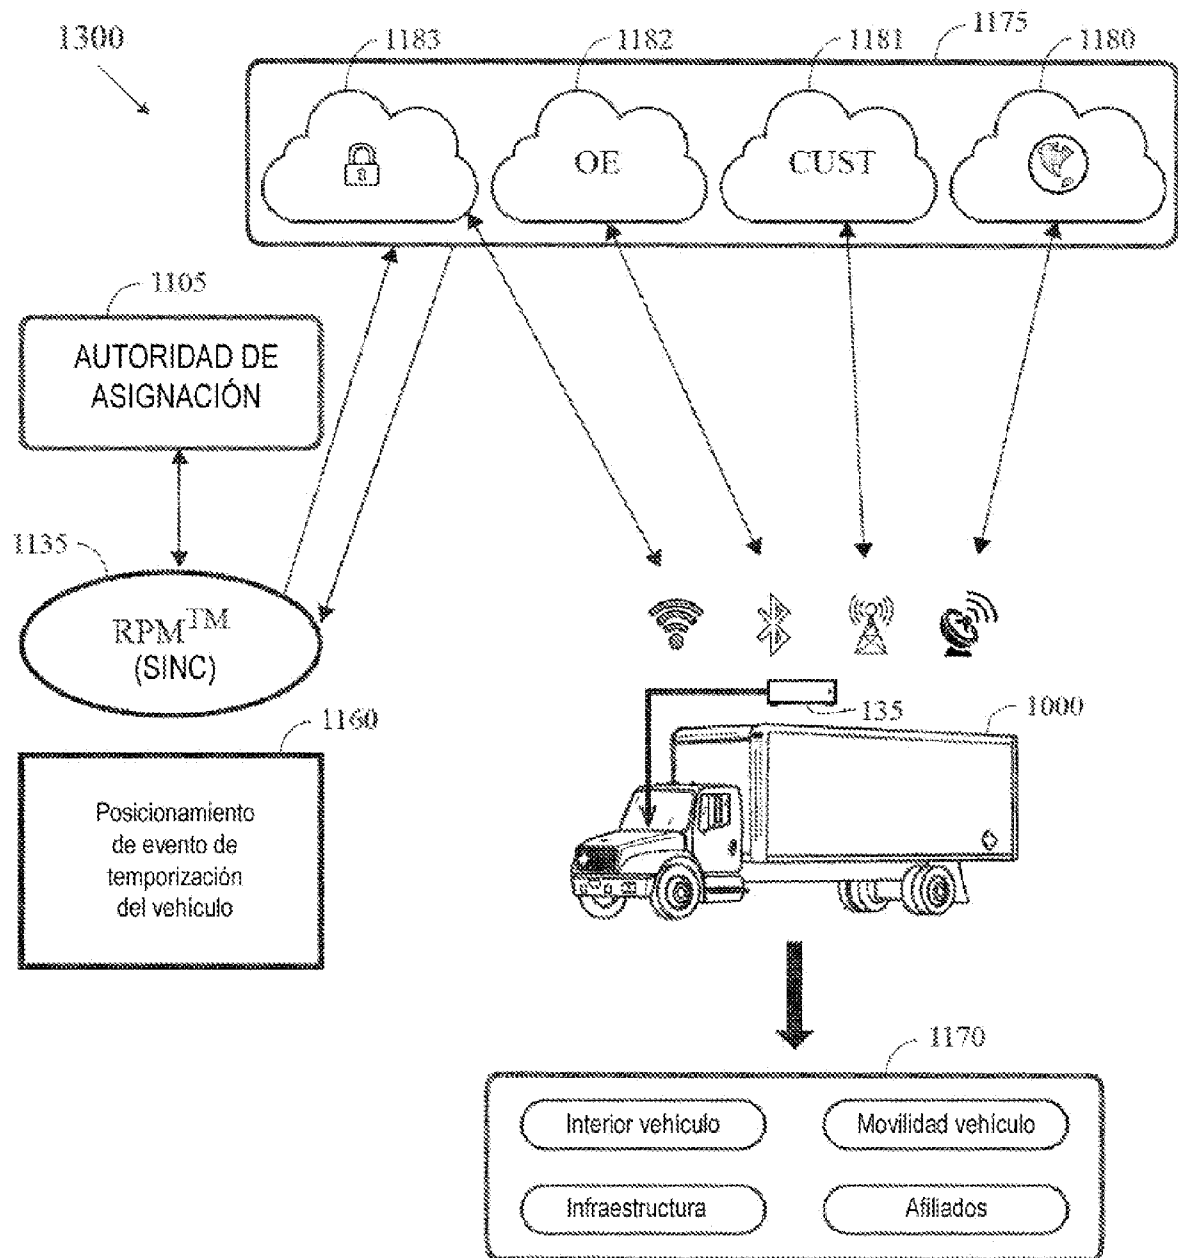 1300
1183
1182
1181
1175
1180
OE
CUST
1105
AUTORIDAD DE
ASIGNACIÓN
1135
RPM™
(SINC)
135
1000
1160
Posicionamiento
de evento de
temporización
del vehículo
1170
Interior vehículo
Movilidad vehículo
Infraestructura
Afiliados